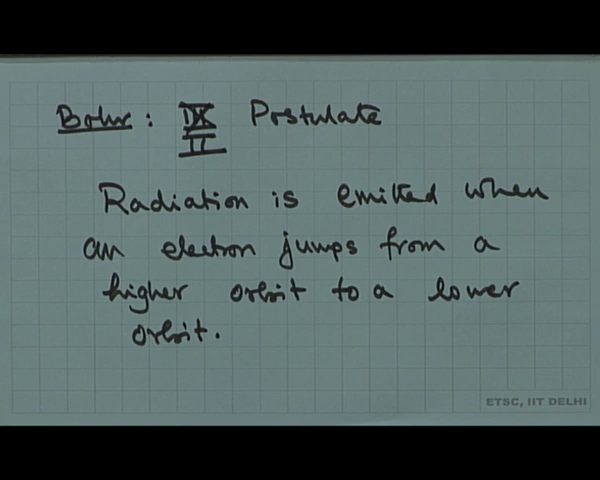 Bohr: II Postulate
Radiation is emitted when
an electron jumps from a
higher orbit to a lower
orbit.
ETSC, IIT DELHI